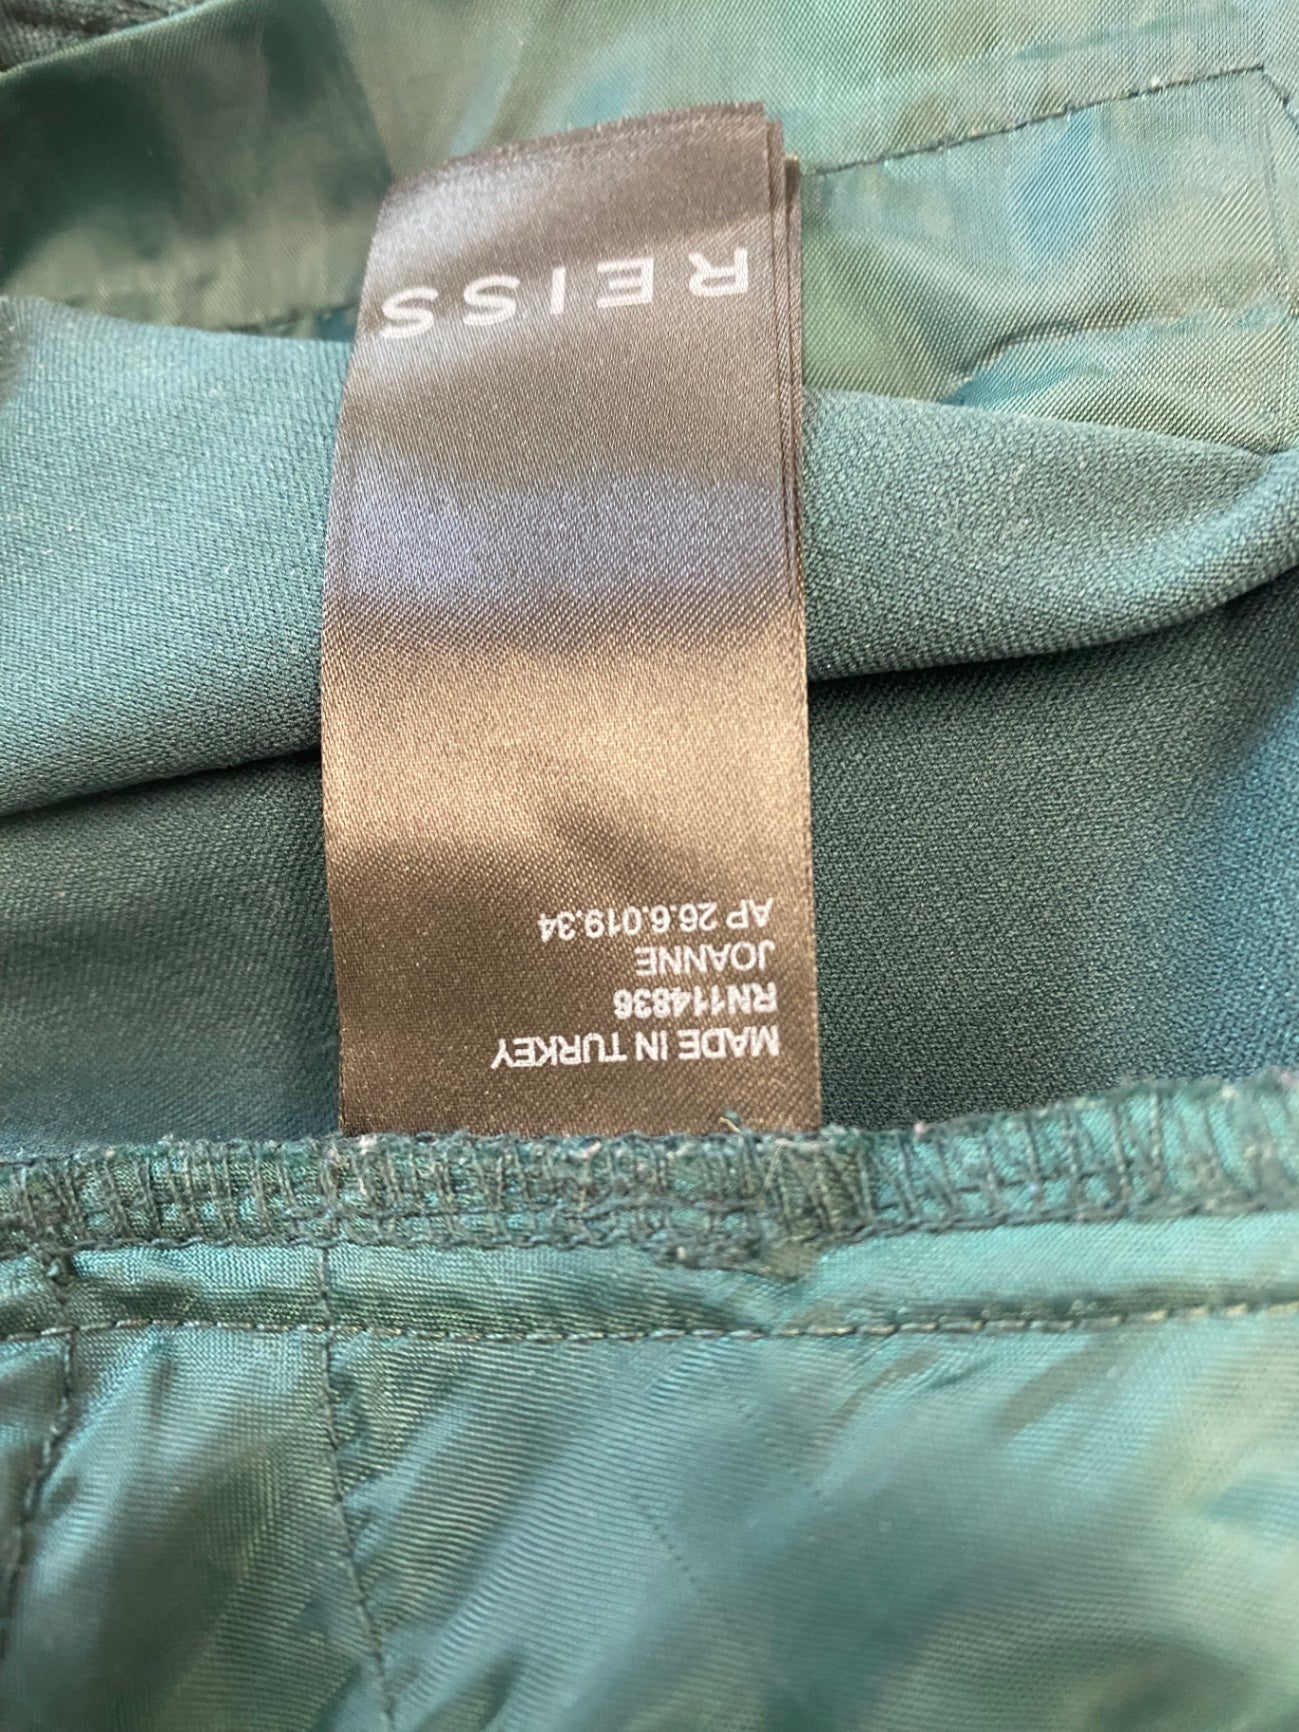 MADE IN TURKEY
RN114836
JOANNE
AP 26.6.019.34
REISS